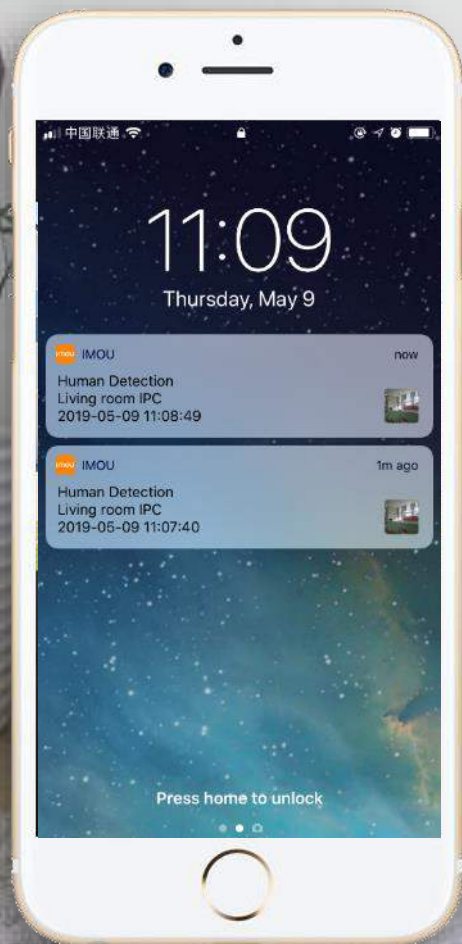 中国联通
11:09
Thursday, May 9
imou IMOU now
Human Detection
Living room IPC
2019-05-09 11:08:49
imou IMOU 1m ago
Human Detection
Living room IPC
2019-05-09 11:07:40
Press home to unlock